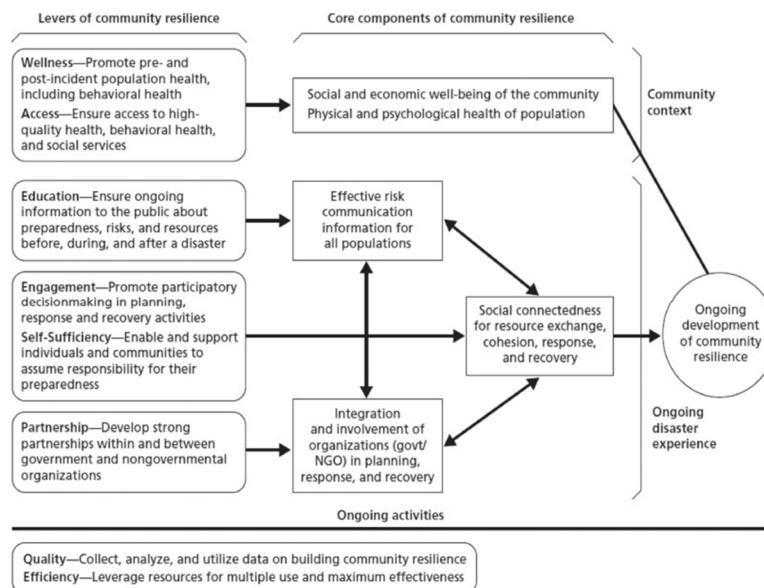 Levers of community resilience
Core components of community resilience
Wellness—Promote pre- and
post-incident population health,
including behavioral health
Access—Ensure access to high-
quality health, behavioral health,
and social services
Social and economic well-being of the community
Physical and psychological health of population
Community
context
Education—Ensure ongoing
information to the public about
preparedness, risks, and resources
before, during, and after a disaster
Effective risk
communication
information for
all populations
Engagement—Promote participatory
decisionmaking in planning,
response and recovery activities
Self-Sufficiency—Enable and support
individuals and communities to
assume responsibility for their
preparedness
Social connectedness
for resource exchange,
cohesion, response,
and recovery
Ongoing
development
of community
resilience
Partnership—Develop strong
partnerships within and between
government and nongovernmental
organizations
Integration
and involvement of
organizations (govt/
NGO) in planning,
response, and recovery
Ongoing
disaster
experience
Ongoing activities
Quality—Collect, analyze, and utilize data on building community resilience
Efficiency—Leverage resources for multiple use and maximum effectiveness